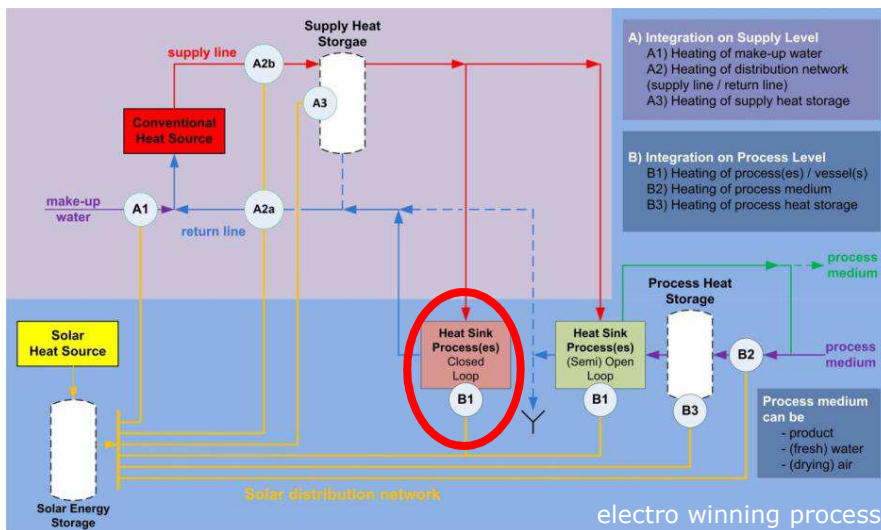 Supply Heat
Storgae
supply line
A2b
A3
Conventional
Heat Source
make-up
water
A1
A2a
return line
A) Integration on Supply Level
A1) Heating of make-up water
A2) Heating of distribution network
(supply line / return line)
A3) Heating of supply heat storage
B) Integration on Process Level
B1) Heating of process(es) / vessel(s)
B2) Heating of process medium
B3) Heating of process heat storage
process
medium
Process Heat
Storage
Solar
Heat Source
Heat Sink
Process(es)
Closed
Loop
B1
Heat Sink
Process(es)
(Semi) Open
Loop
B1
B2
B3
process
medium
Process medium
can be
- product
- (fresh) water
- (drying) air
Solar Energy
Storage
Solar distribution network
electro winning process